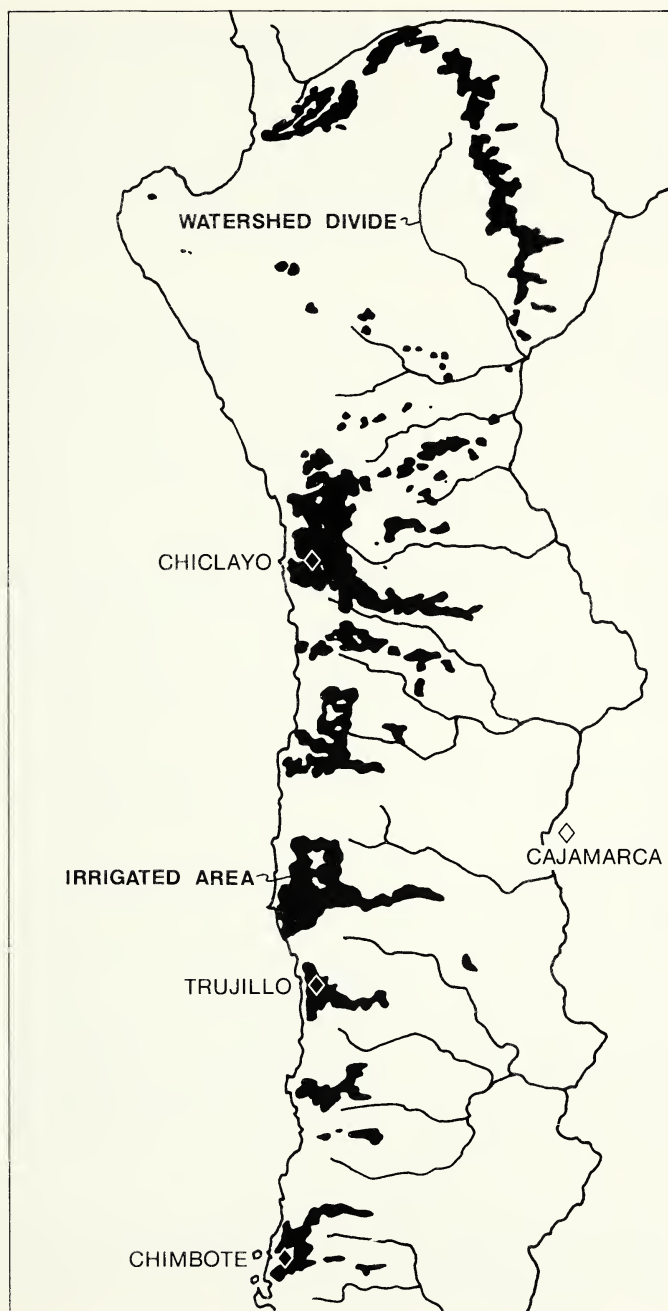 WATERSHED DIVIDE
CHICLAYO
CAJAMARCA
IRRIGATED AREA
TRUJILLO
CHIMBOTE